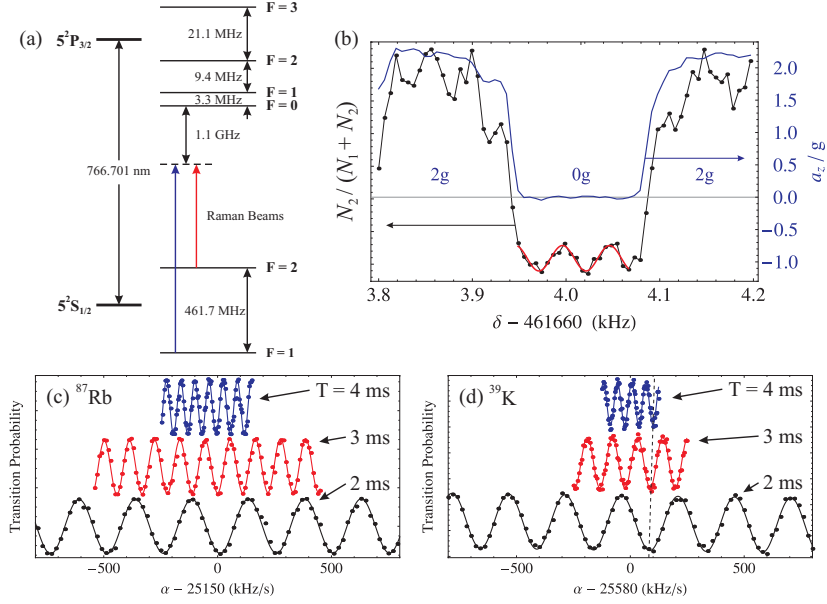 (a)
F = 3
21.1 MHz
5²P3/2
F = 2
9.4 MHz
F = 1
3.3 MHz
F = 0
1.1 GHz
766.701 nm
Raman Beams
F = 2
461.7 MHz
5²S1/2
F = 1
(b)
N2 / (N1 + N2)
2g
0g
2g
2.0
1.5
1.0
0.5
0.0
−0.5
−1.0
az / g
3.8
3.9
4.0
4.1
4.2
δ − 461660 (kHz)
(c)
⁸⁷Rb
T = 4 ms
3 ms
2 ms
Transition Probability
−500
0
500
α − 25150 (kHz/s)
(d)
³⁹K
T = 4 ms
3 ms
2 ms
Transition Probability
−500
0
500
α − 25580 (kHz/s)